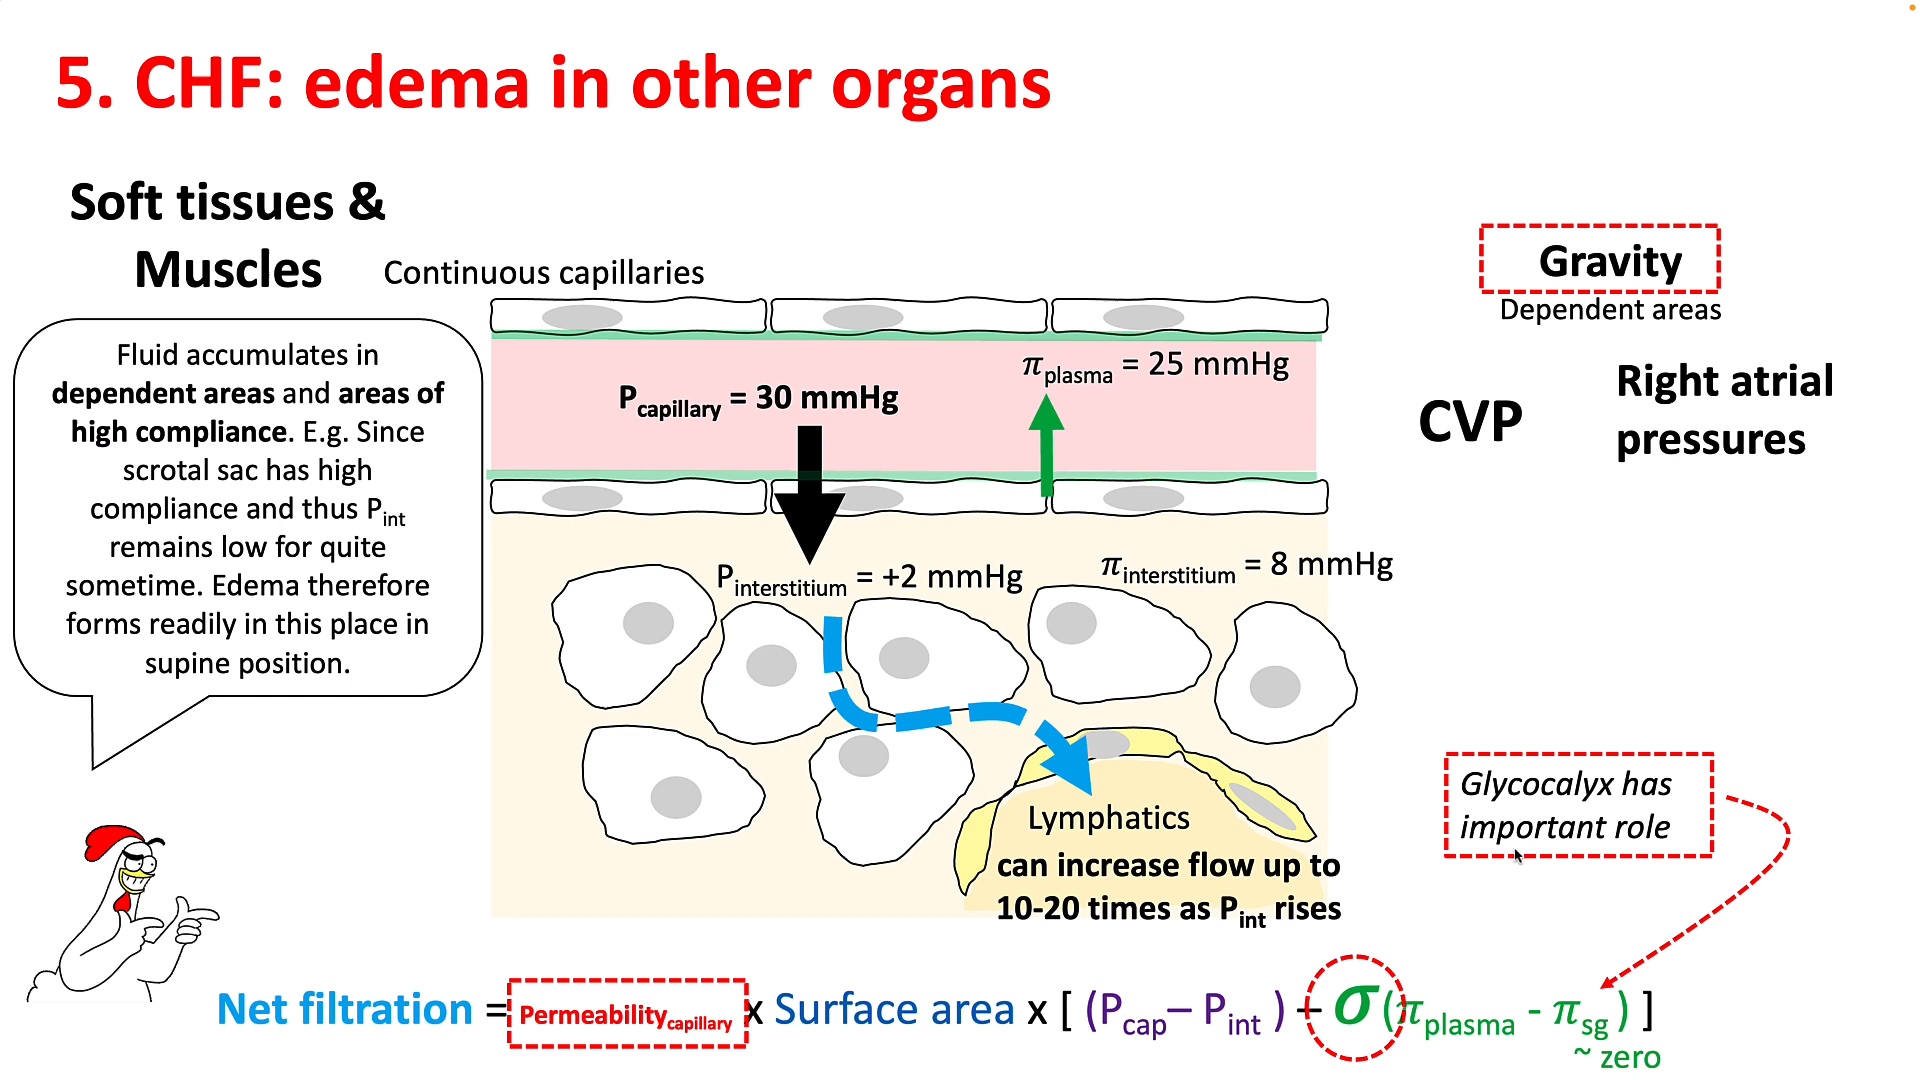 5. CHF: edema in other organs
Soft tissues &
Muscles
Continuous capillaries
Gravity
Dependent areas
Fluid accumulates in
dependent areas and areas of
high compliance. E.g. Since
scrotal sac has high
compliance and thus Pint
remains low for quite
sometime. Edema therefore
forms readily in this place in
supine position.
Pcapillary = 30 mmHg
πplasma = 25 mmHg
CVP
Right atrial
pressures
Pinterstitium = +2 mmHg
πinterstitium = 8 mmHg
Lymphatics
can increase flow up to
10-20 times as Pint rises
Glycocalyx has
important role
Net filtration = Permeabilitycapillary x Surface area x [ (Pcap– Pint ) – σ (πplasma - πsg ) ]
~ zero